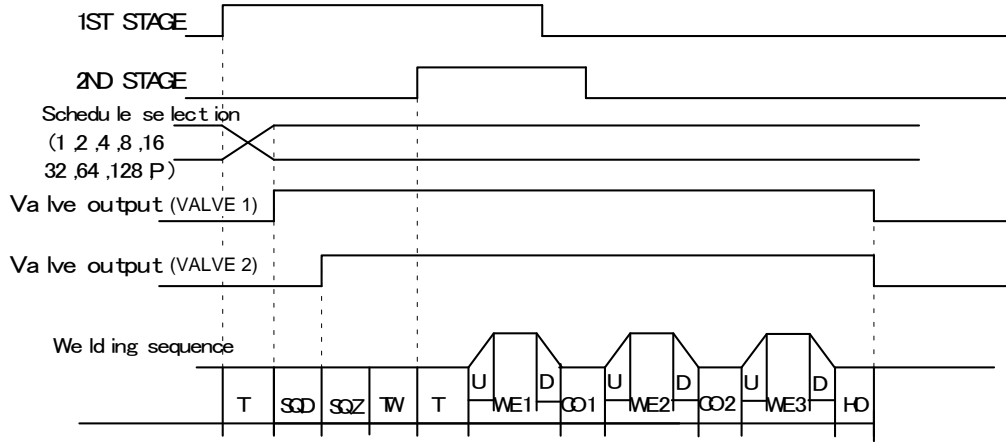 1ST STAGE
2ND STAGE
Schedule selection
(1,2,4,8,16
32,64,128,P)
Valve output (VALVE 1)
Valve output (VALVE 2)
Welding sequence
T SQD SQZ TW T U WE1 D CO1 U WE2 D CO2 U WE3 D HO